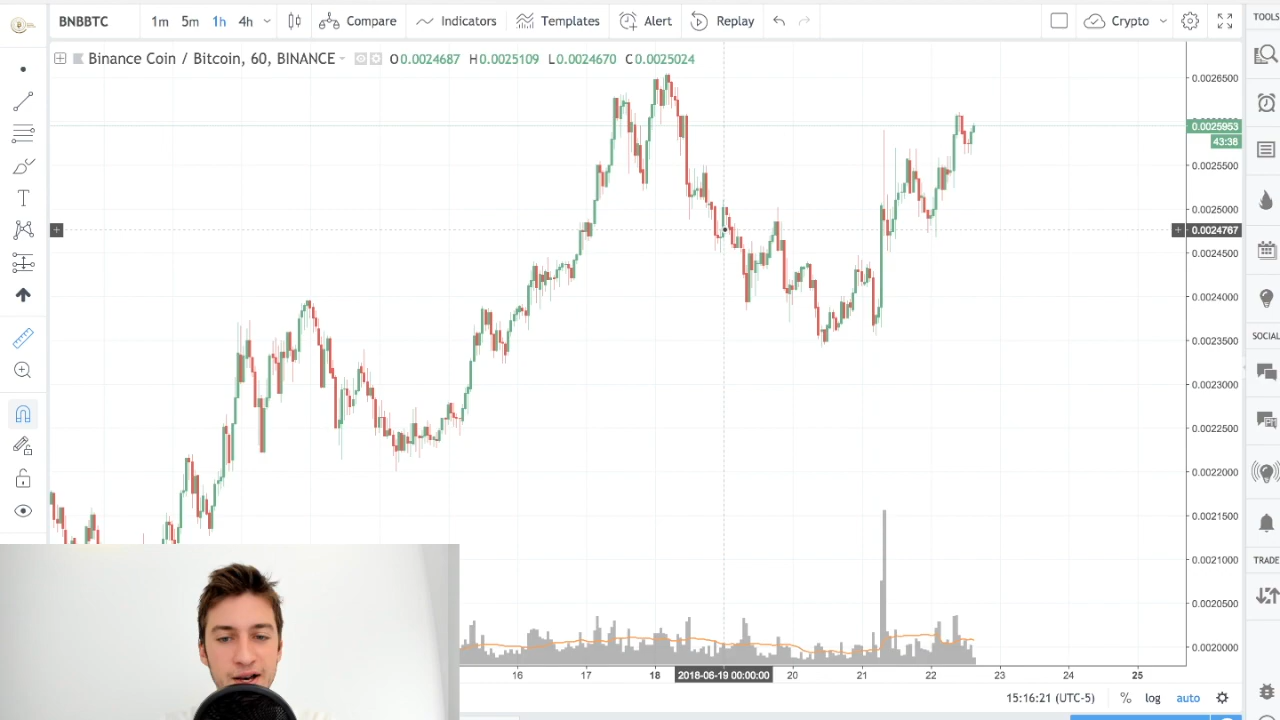 BNBBTC 1m 5m 1h 4h Compare Indicators Templates Alert Replay Crypto TOOLS
Binance Coin / Bitcoin, 60, BINANCE O0.0024687 H0.0025109 L0.0024670 C0.0025024
0.0026500
0.0025953
43:38
0.0025500
0.0025000
+ + 0.0024767
0.0024500
0.0024000
0.0023500
SOCIAL
0.0023000
0.0022500
0.0022000
0.0021500
0.0021000
TRADE
0.0020500
0.0020000
16 17 18 2018-06-19 00:00:00 20 21 22 23 24 25
15:16:21 (UTC-5) % log auto